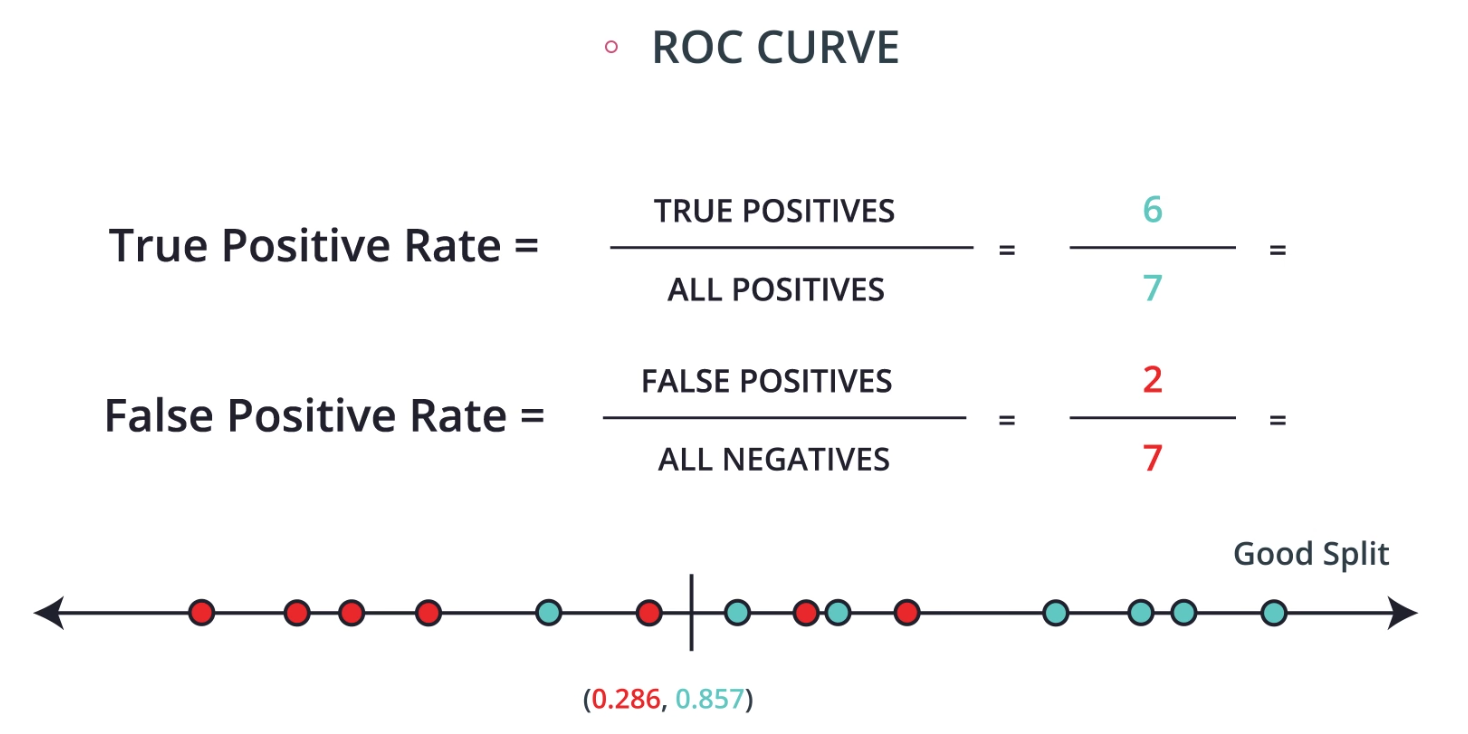 ROC CURVE
True Positive Rate = TRUE POSITIVES / ALL POSITIVES = 6 / 7 =
False Positive Rate = FALSE POSITIVES / ALL NEGATIVES = 2 / 7 =
Good Split
(0.286, 0.857)